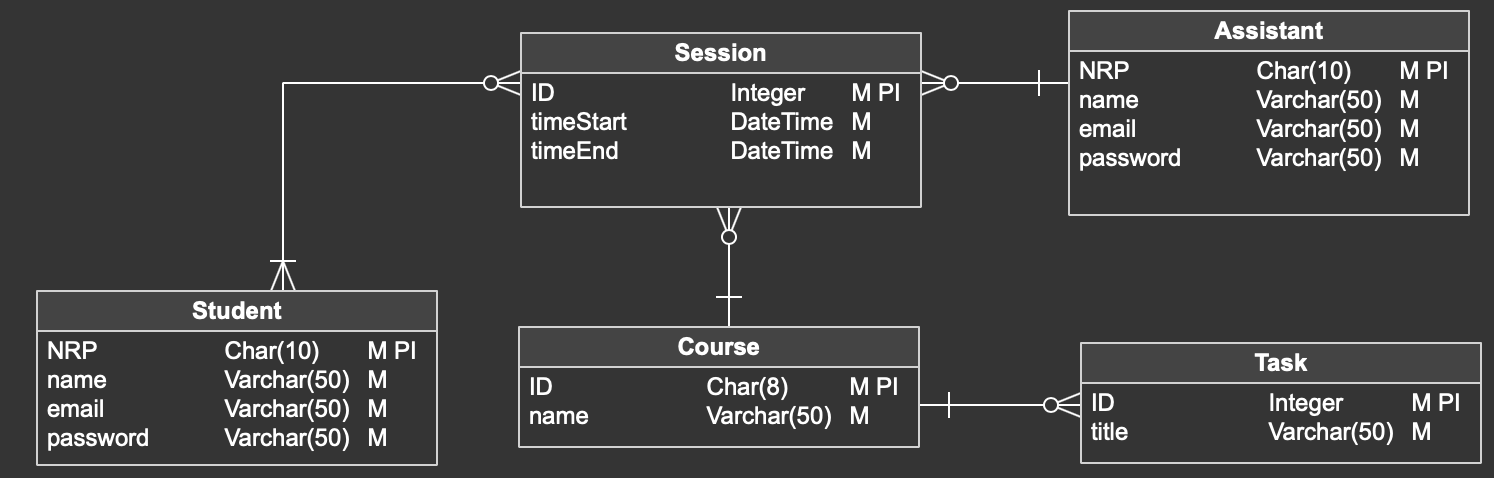 Session
ID Integer M PI
timeStart DateTime M
timeEnd DateTime M
Assistant
NRP Char(10) M PI
name Varchar(50) M
email Varchar(50) M
password Varchar(50) M
Student
NRP Char(10) M PI
name Varchar(50) M
email Varchar(50) M
password Varchar(50) M
Course
ID Char(8) M PI
name Varchar(50) M
Task
ID Integer M PI
title Varchar(50) M